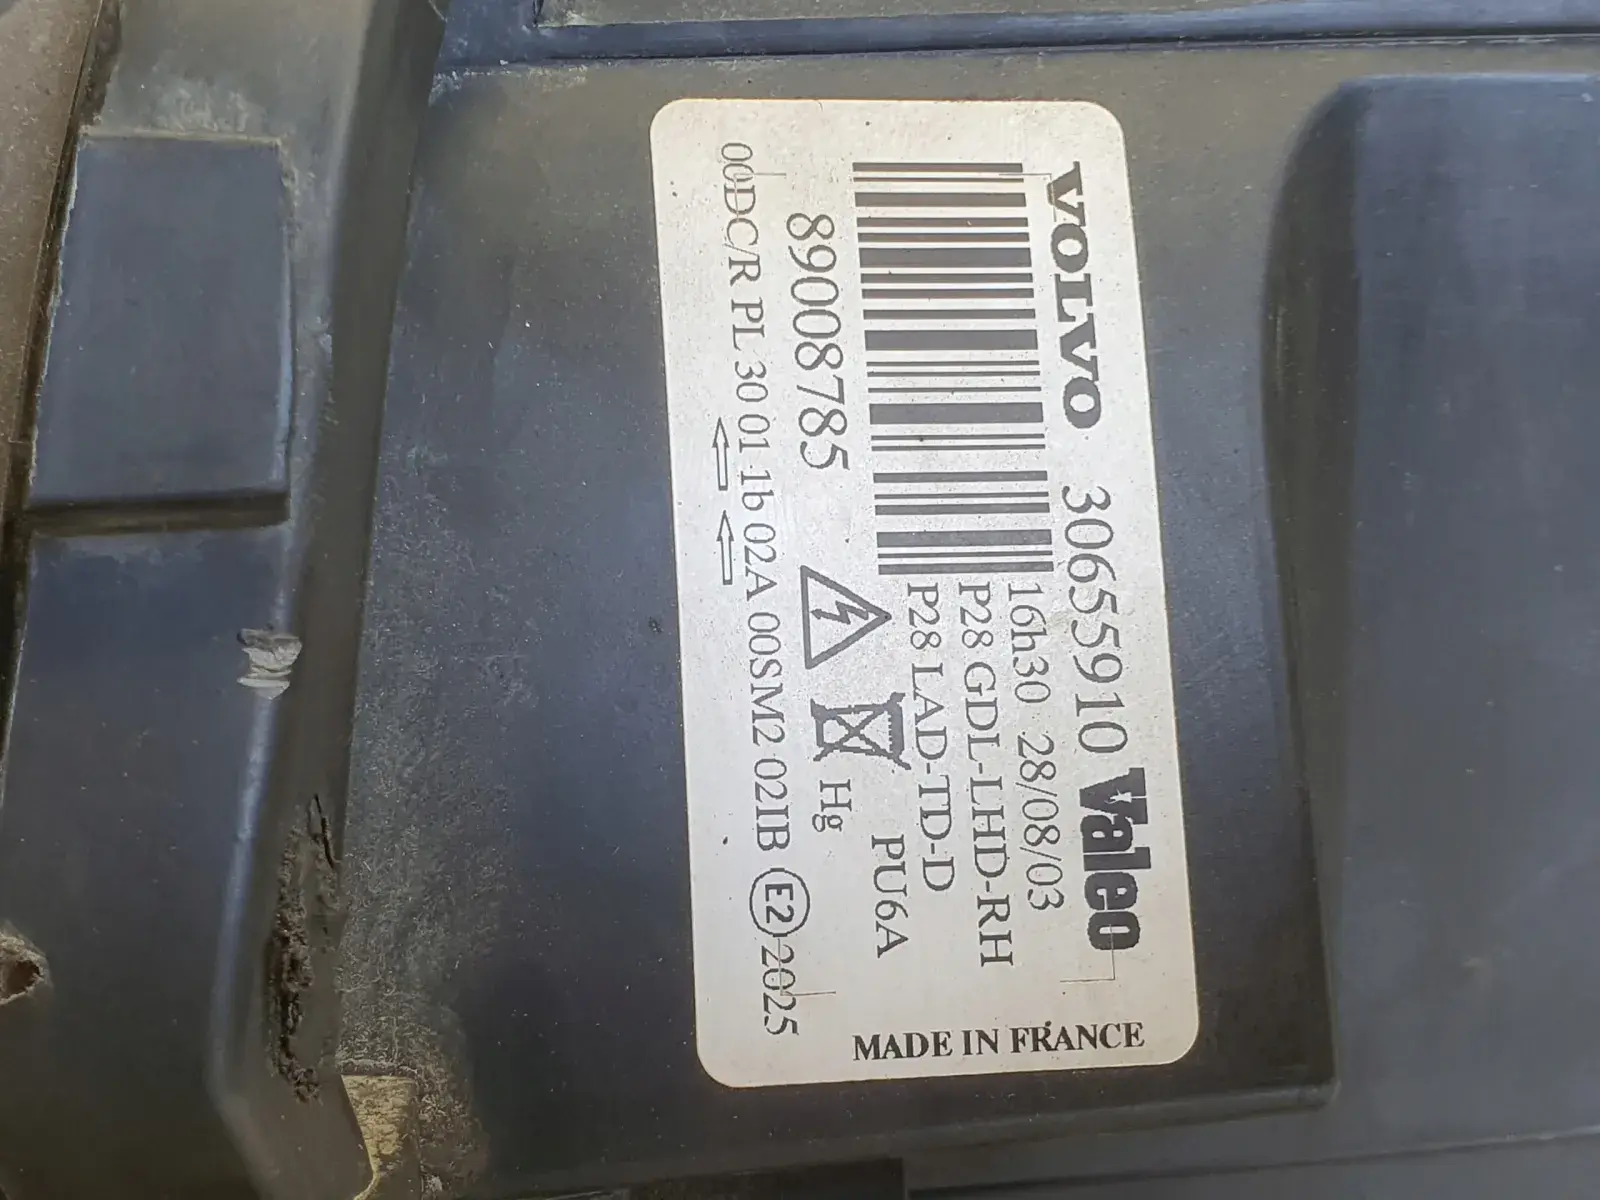 VOLVO 30655910 Valeo
16h30 28/08/03
P28 GDL-LHD-RH
P28 LAD-TD-D
PU6A
89008785
Hg
00DC/R PL 30 01 1b 02A 00SM2 02IB E2 2025
MADE IN FRANCE